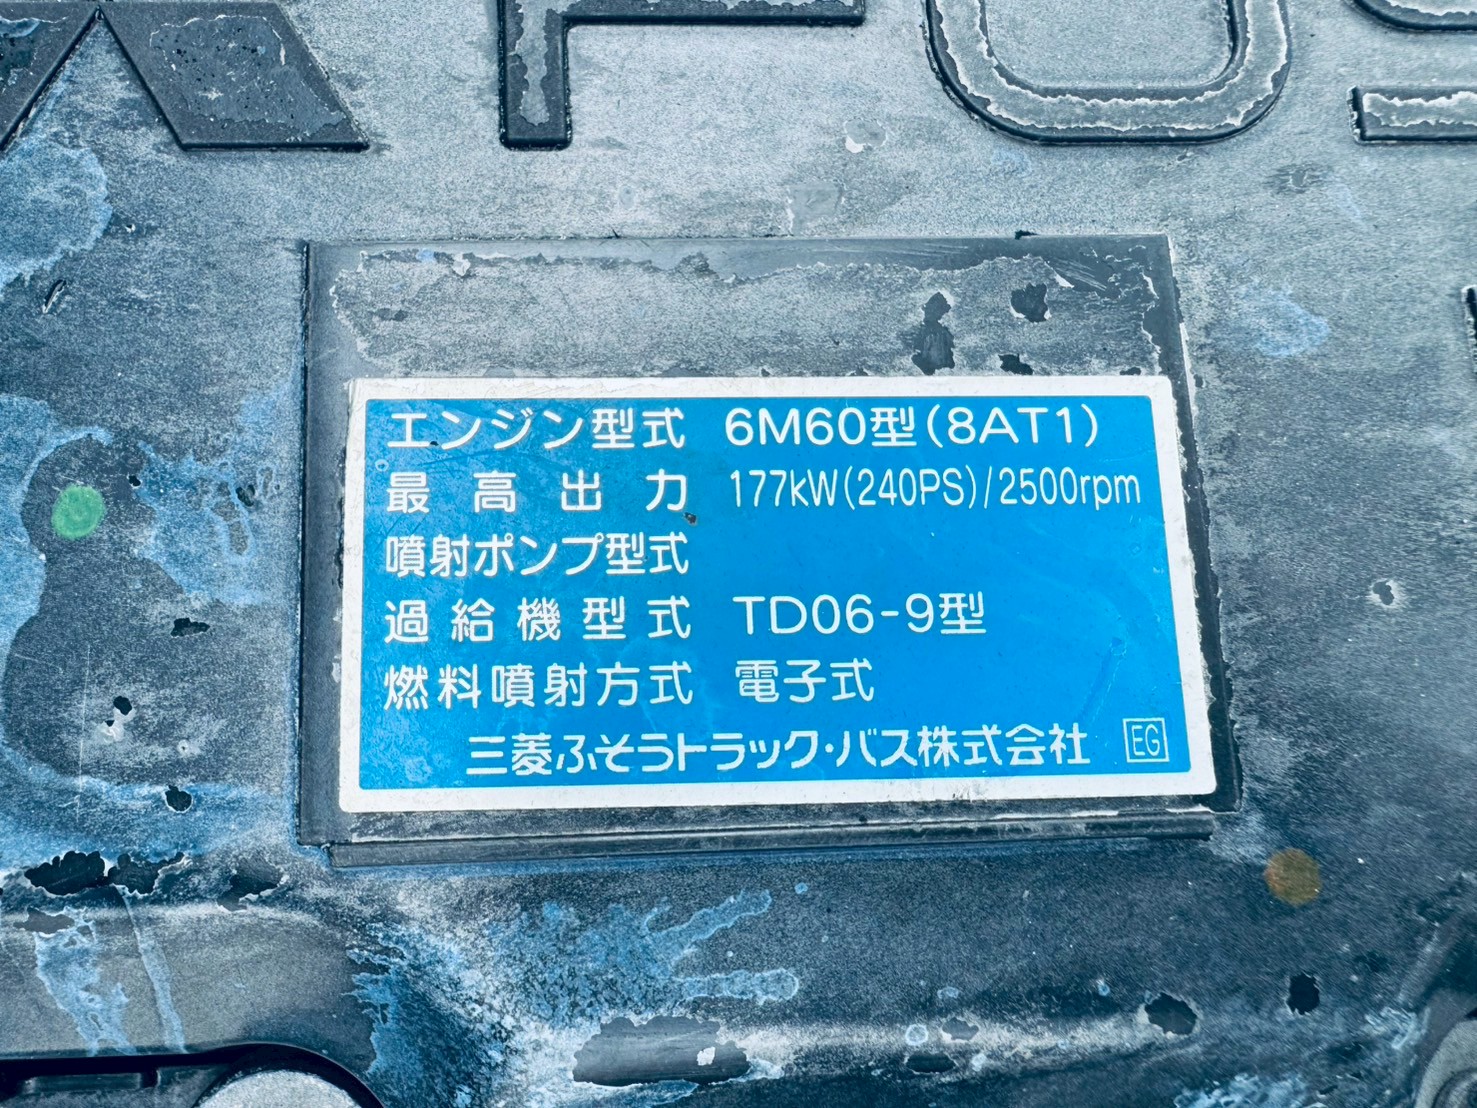 FUS
エンジン型式 6M60型(8AT1)
最高出力 177kW(240PS)/2500rpm
噴射ポンプ型式
過給機型式 TD06-9型
燃料噴射方式 電子式
三菱ふそうトラック・バス株式会社 EG